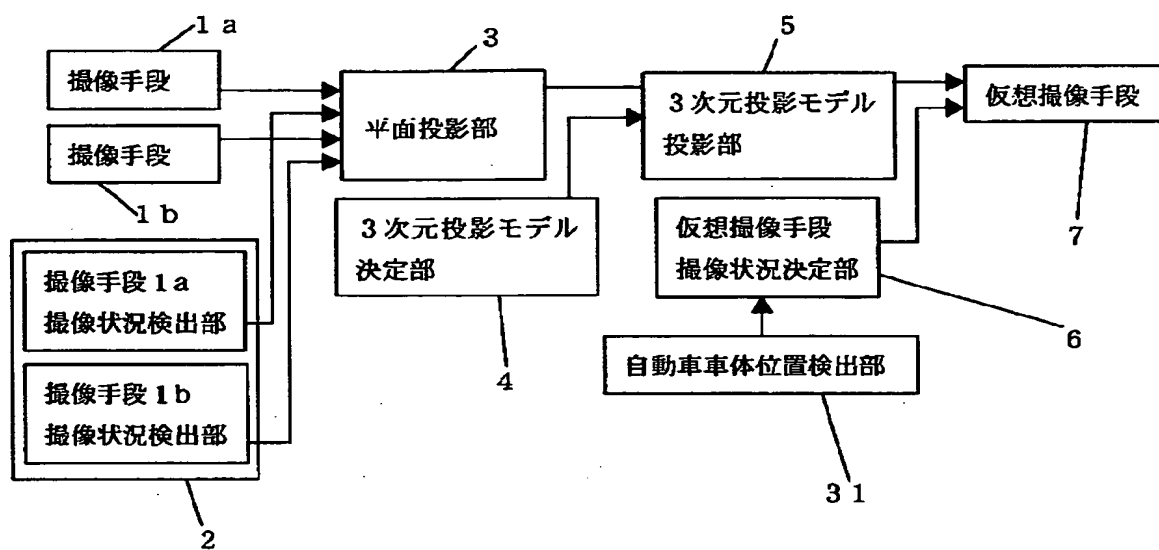 1a
3
5
撮像手段
平面投影部
3次元投影モデル
投影部
仮想撮像手段
撮像手段
1b
7
3次元投影モデル
決定部
仮想撮像手段
撮像状況決定部
撮像手段1a
撮像状況検出部
4
6
自動車車体位置検出部
撮像手段1b
撮像状況検出部
31
2